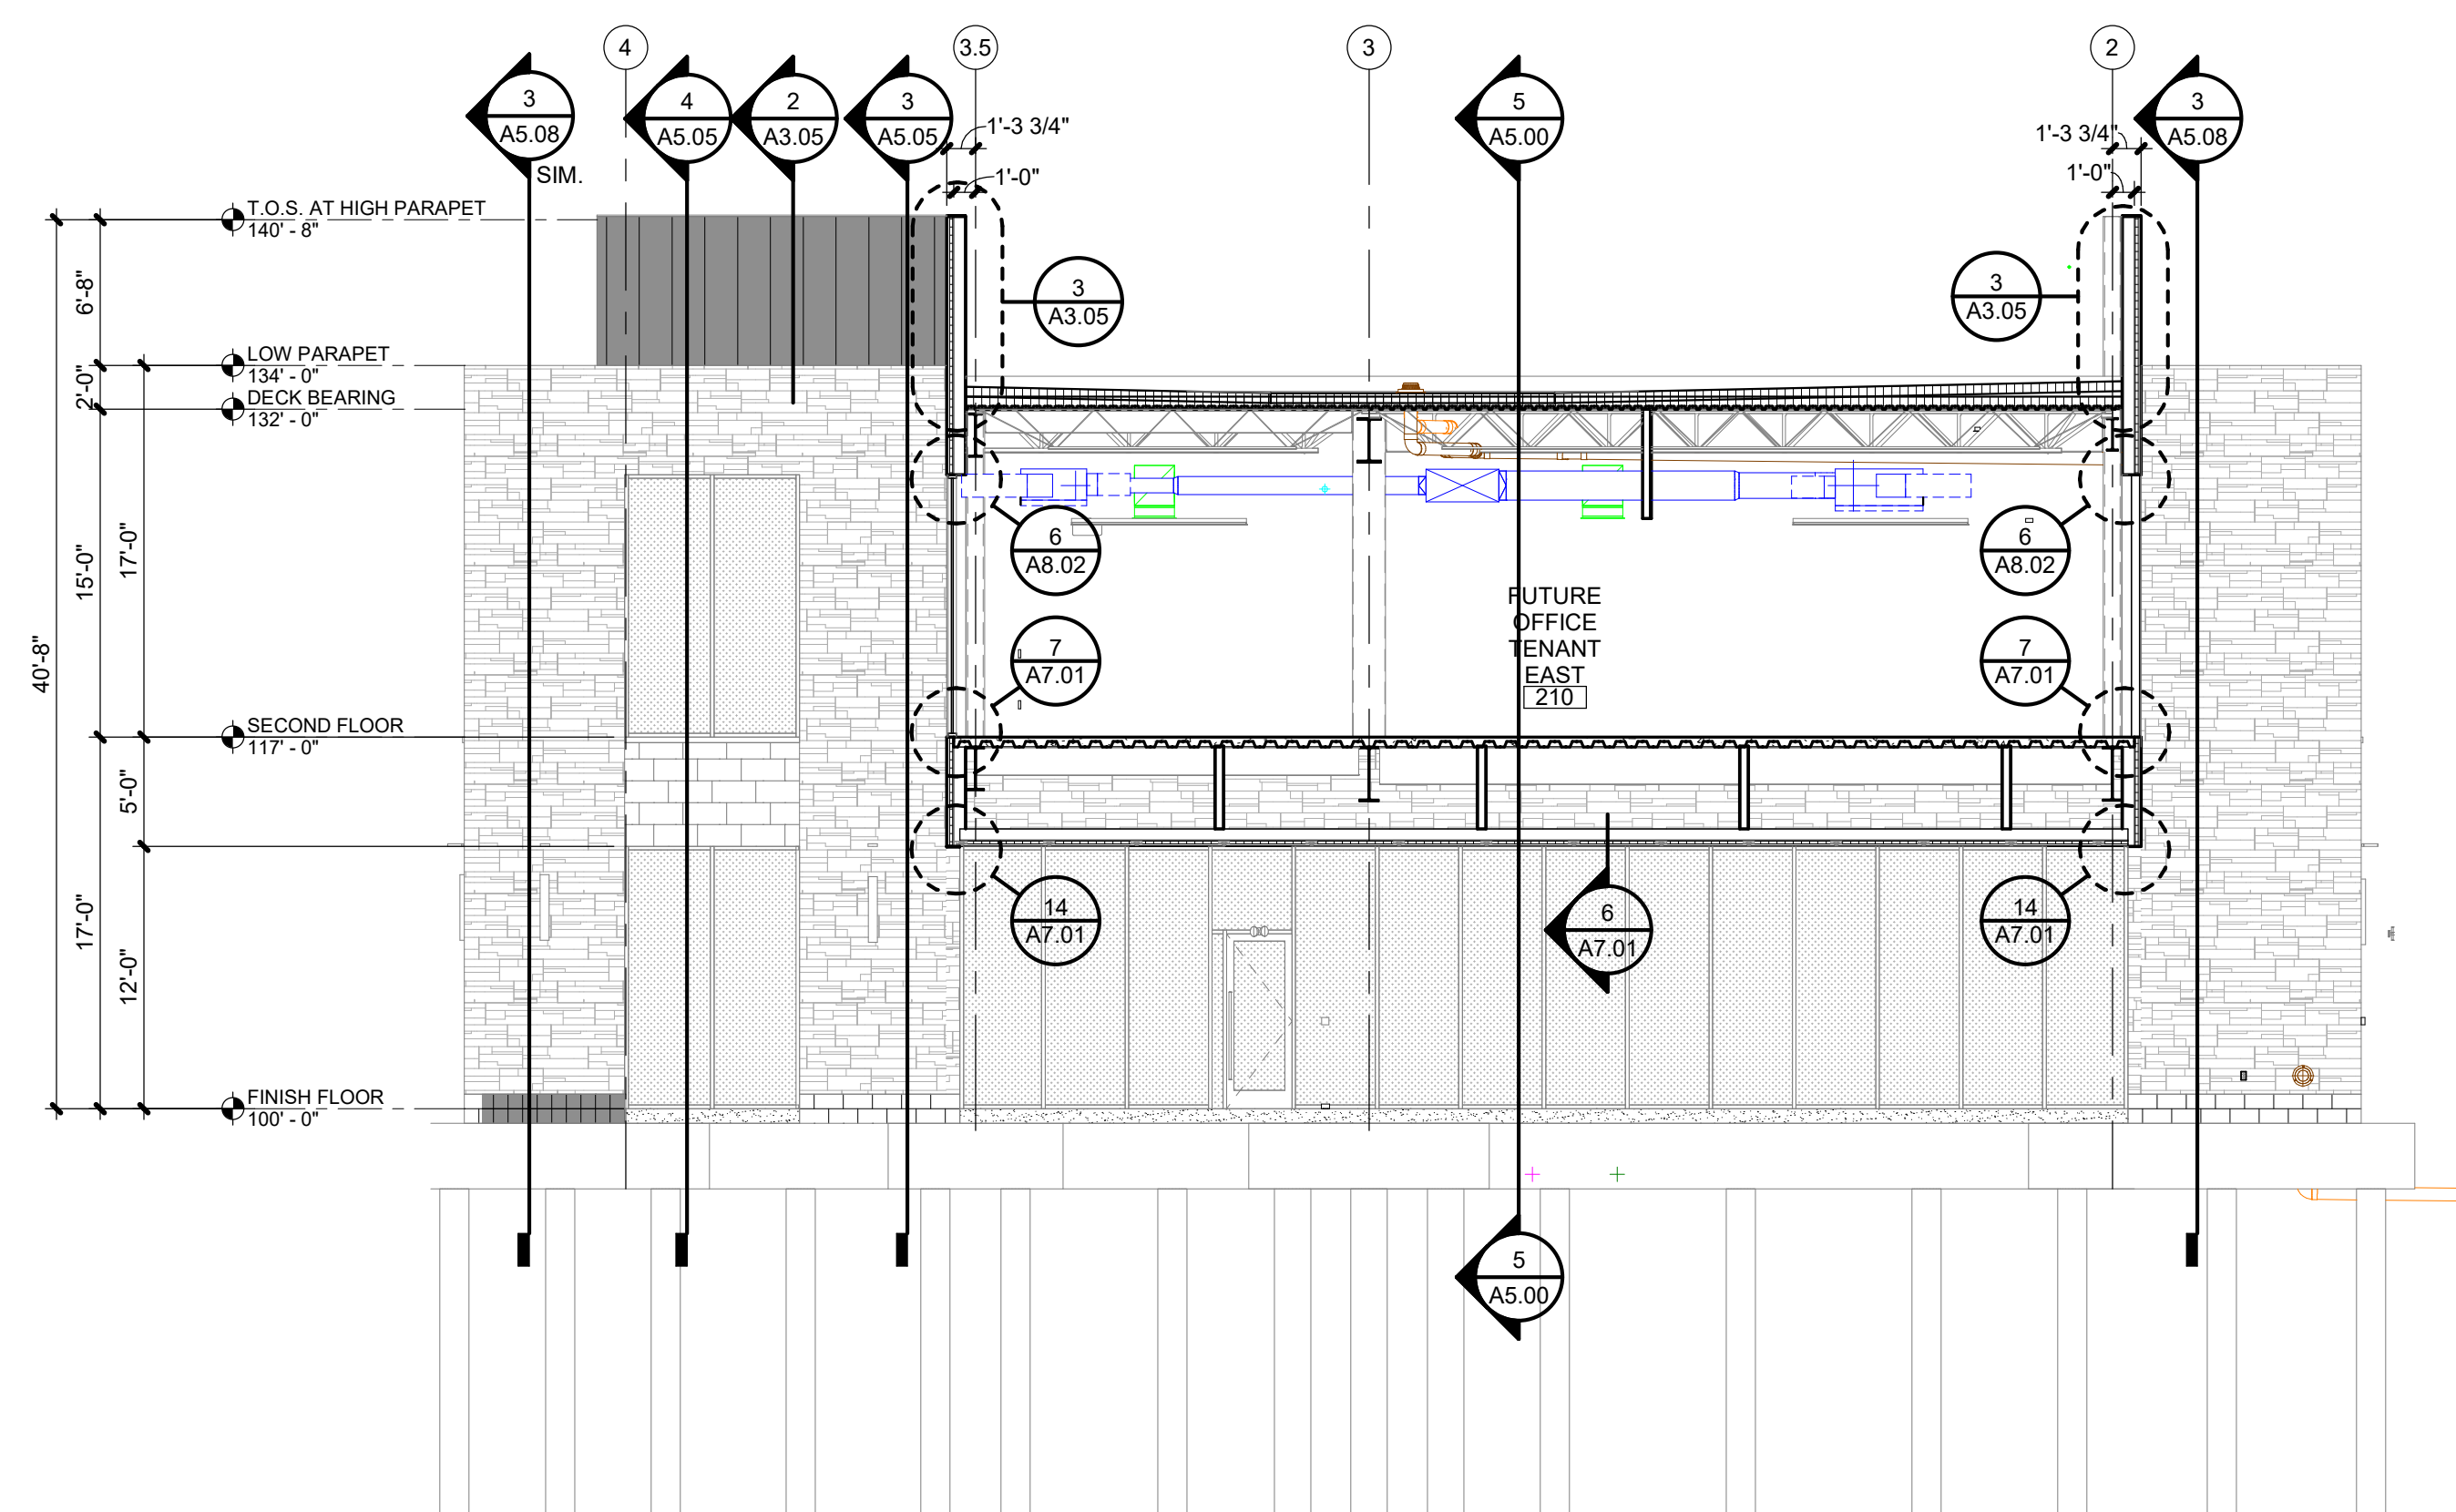 4
3.5
3
2
3
A5.08
SIM.
4
A5.05
2
A3.05
3
A5.05
1'-3 3/4"
1'-0"
5
A5.00
1'-3 3/4"
1'-0"
3
A5.08
T.O.S. AT HIGH PARAPET
140' - 8"
6'-8"
3
A3.05
3
A3.05
LOW PARAPET
134' - 0"
2'-0"
DECK BEARING
132' - 0"
15'-0"
17'-0"
6
A8.02
6
A8.02
FUTURE
OFFICE
TENANT
EAST
210
40'-8"
7
A7.01
7
A7.01
SECOND FLOOR
117' - 0"
5'-0"
17'-0"
12'-0"
14
A7.01
6
A7.01
14
A7.01
FINISH FLOOR
100' - 0"
5
A5.00